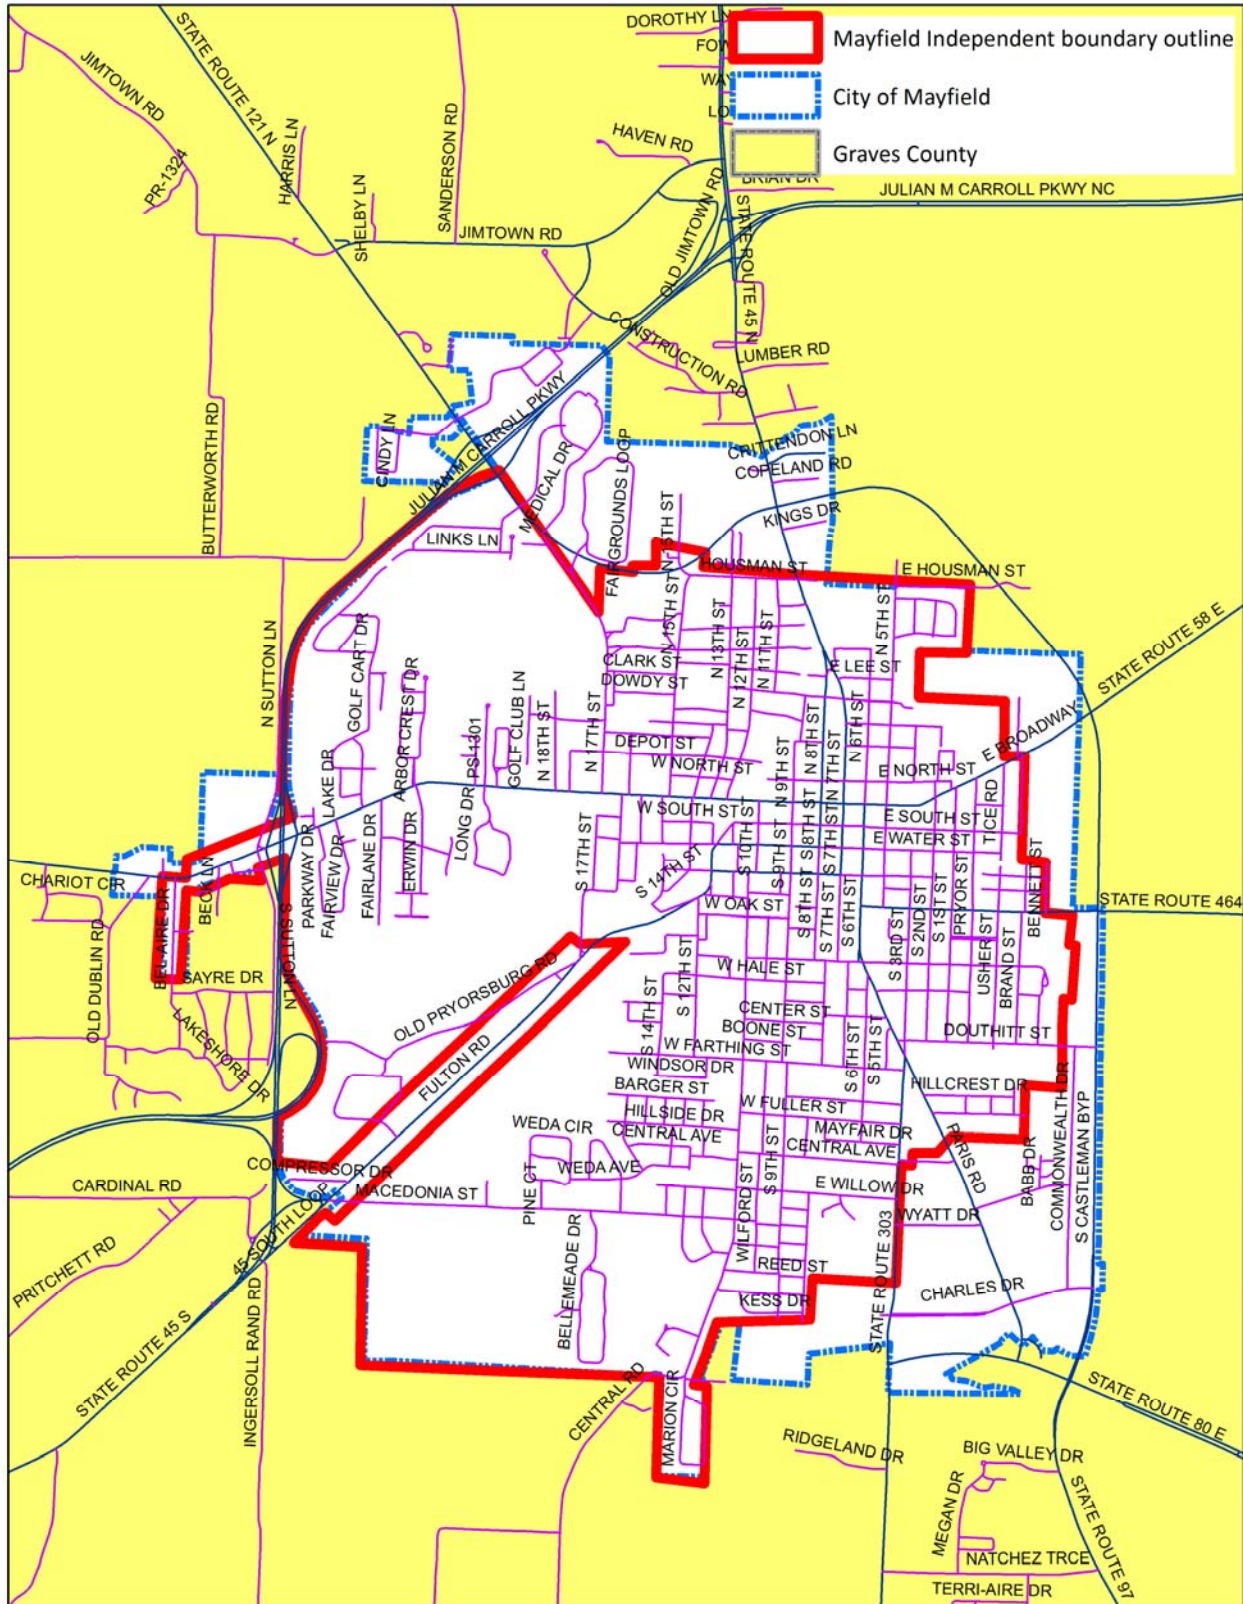 DOROTHY LN
Mayfield Independent boundary outline
City of Mayfield
Graves County
STATE ROUTE 121 N
JIMTOWN RD
PR-1324
HARRIS LN
SHELBY LN
SANDERSON RD
HAVEN RD
BRIAN DR
JULIAN M CARROLL PKWY NC
JIMTOWN RD
OLD JIMTOWN RD
STATE ROUTE 45 N
CONSTRUCTION RD
LUMBER RD
BUTTERWORTH RD
CINDY LN
JULIAN M CARROLL PKWY
MEDICAL DR
FAIRGROUNDS LOOP
CRITTENDON LN
COPELAND RD
KINGS DR
LINKS LN
N 15TH ST
HOUSMAN ST
E HOUSMAN ST
N SUTTON LN
GOLF CART DR
ARBOR CREST DR
CLARK ST
DOWDY ST
N 15TH ST
N 13TH ST
N 12TH ST
N 11TH ST
N 5TH ST
E LEE ST
STATE ROUTE 58 E
E BROADWAY
LAKE DR
PS-1301
GOLF CLUB LN
N 18TH ST
N 17TH ST
DEPOT ST
W NORTH ST
N 9TH ST
N 8TH ST
N 7TH ST
N 6TH ST
E NORTH ST
PARKWAY DR
FAIRVIEW DR
FAIRLANE DR
ERWIN DR
LONG DR
S 17TH ST
W SOUTH ST
S 14TH ST
S 10TH ST
S 9TH ST
S 8TH ST
S 7TH ST
E SOUTH ST
E WATER ST
TICE RD
CHARIOT CIR
BECK LN
BEL-AIRE DR
OLD DUBLIN RD
SAYRE DR
LAKESHORE DR
S SUTTON LN
W OAK ST
S 8TH ST
S 7TH ST
S 6TH ST
S 3RD ST
S 2ND ST
S 1ST ST
PRYOR ST
USHER ST
BRAND ST
BENNETT ST
STATE ROUTE 464
W HALE ST
S 12TH ST
S 14TH ST
CENTER ST
BOONE ST
W FARTHING ST
OLD PRYORSBURG RD
FULTON RD
DOUTHITT ST
S 6TH ST
S 5TH ST
WINDSOR DR
BARGER ST
HILLSIDE DR
CENTRAL AVE
W FULLER ST
MAYFAIR DR
CENTRAL AVE
HILLCREST DR
COMMONWEALTH DR
S CASTLEMAN BYP
PARIS RD
BABB DR
WEDA CIR
WEDA AVE
PINE CT
COMPRESSOR DR
MACEDONIA ST
S 9TH ST
WILFORD ST
E WILLOW DR
WYATT DR
CARDINAL RD
PRITCHETT RD
45 SOUTH LOOP
STATE ROUTE 45 S
INGERSOLL RAND RD
BELLEMEADE DR
REED ST
KESS DR
STATE ROUTE 303
CHARLES DR
CENTRAL RD
MARION CIR
STATE ROUTE 80 E
RIDGELAND DR
BIG VALLEY DR
MEGAN DR
STATE ROUTE 97
NATCHEZ TRCE
TERRI-AIRE DR